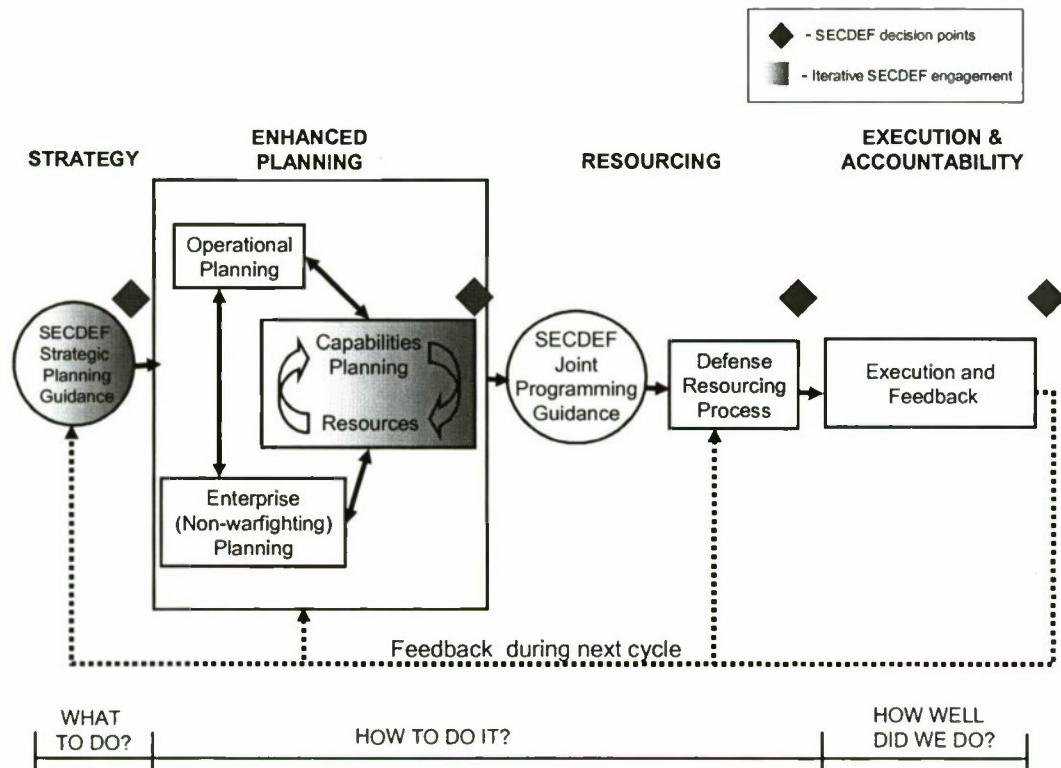 - SECDEF decision points
- Iterative SECDEF engagement
STRATEGY
ENHANCED
PLANNING
RESOURCING
EXECUTION &
ACCOUNTABILITY
SECDEF
Strategic
Planning
Guidance
Operational
Planning
Capabilities
Planning
Resources
Enterprise
(Non-warfighting)
Planning
SECDEF
Joint
Programming
Guidance
Defense
Resourcing
Process
Execution and
Feedback
Feedback during next cycle
WHAT
TO DO?
HOW TO DO IT?
HOW WELL
DID WE DO?